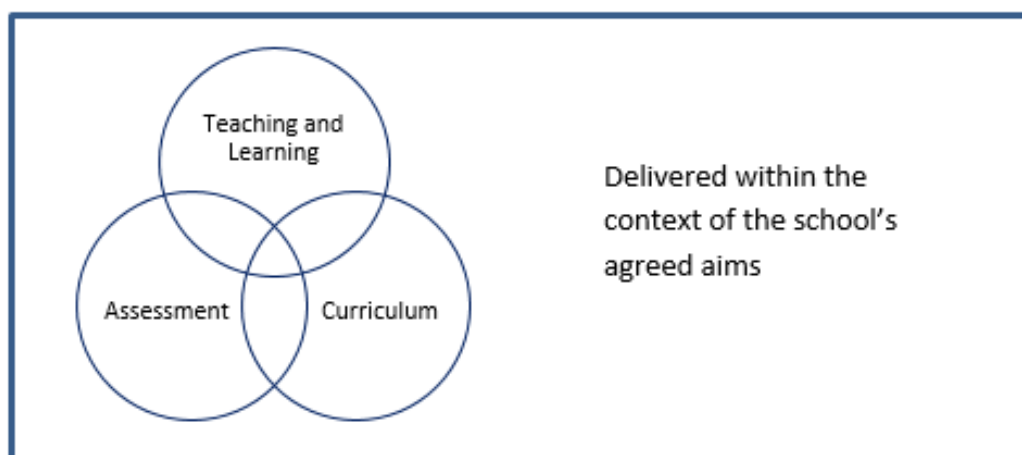 Teaching and
Learning
Assessment
Curriculum
Delivered within the
context of the school’s
agreed aims